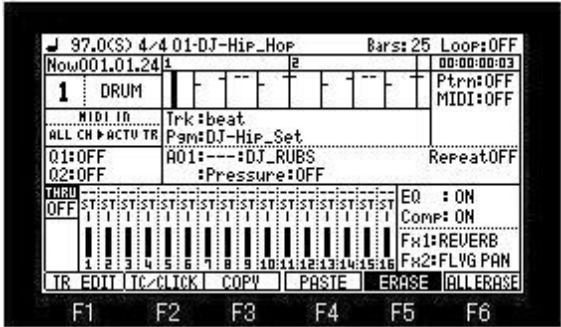 ♩ 97.0(S) 4/4 01-DJ-Hip_Hop Bars: 25 Loop:OFF
Now001.01.24 1 2 00:00:00:03
1 DRUM Ptrn:OFF
MIDI:OFF
MIDI IN Trk:beat
ALL CH▶ACTV TR Pgm:DJ-Hip_Set
Q1:OFF A01:---:DJ_RUBS RepeatOFF
Q2:OFF :Pressure:OFF
THRU OFF
ST ST ST ST ST ST ST ST ST ST ST ST ST ST ST ST
EQ : ON
Comp: ON
Fx1:REVERB
1 2 3 4 5 6 7 8 9 10 11 12 13 14 15 16 Fx2:FLVG PAN
TR EDIT TC/CLICK COPY PASTE ERASE ALLERASE
F1 F2 F3 F4 F5 F6